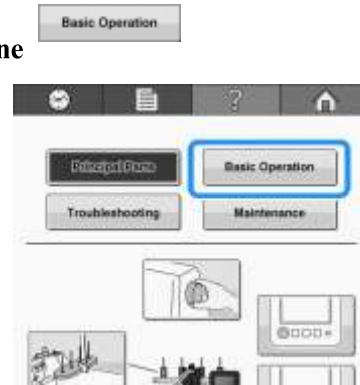 Basic Operation
ne
?
Principal Parts
Basic Operation
Troubleshooting
Maintenance